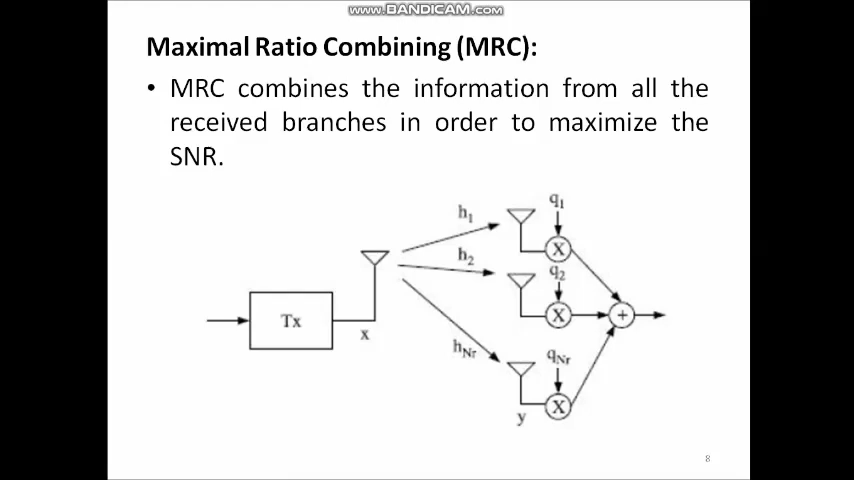 www.BANDICAM.com
Maximal Ratio Combining (MRC):
• MRC combines the information from all the
received branches in order to maximize the
SNR.
q1
h1
X
h2
q2
Tx
X
+
x
hNr
qNr
X
y
8